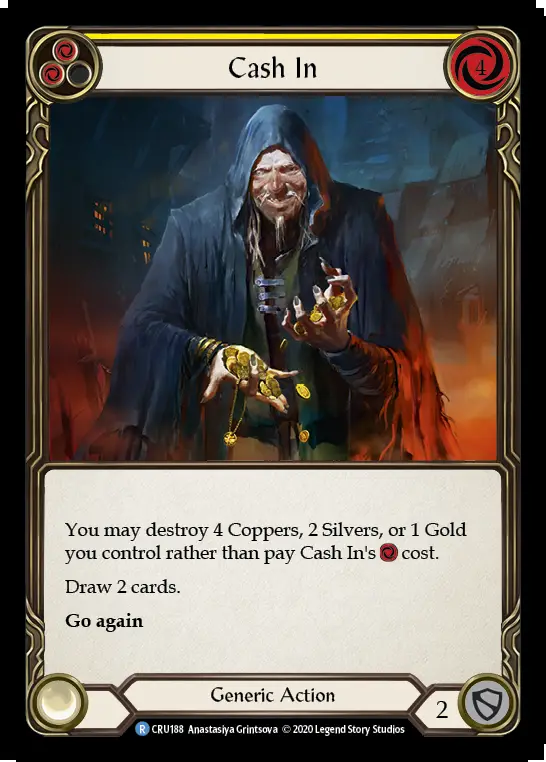 Cash In
4
You may destroy 4 Coppers, 2 Silvers, or 1 Gold
you control rather than pay Cash In's cost.
Draw 2 cards.
Go again
Generic Action
2
R CRU188 Anastasiya Grintsova © 2020 Legend Story Studios